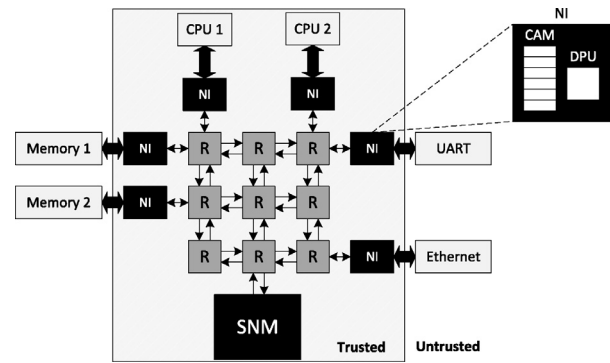 NI
CPU 1
CPU 2
CAM
DPU
NI
NI
Memory 1
NI
R
R
R
NI
UART
Memory 2
NI
R
R
R
R
R
R
NI
Ethernet
SNM
Trusted
Untrusted